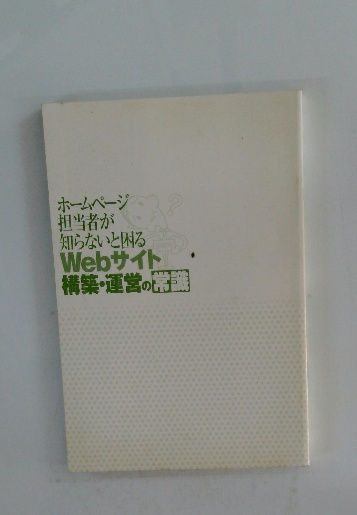 ホームページ
担当者が
知らないと困る
Webサイト
構築・運営の常識